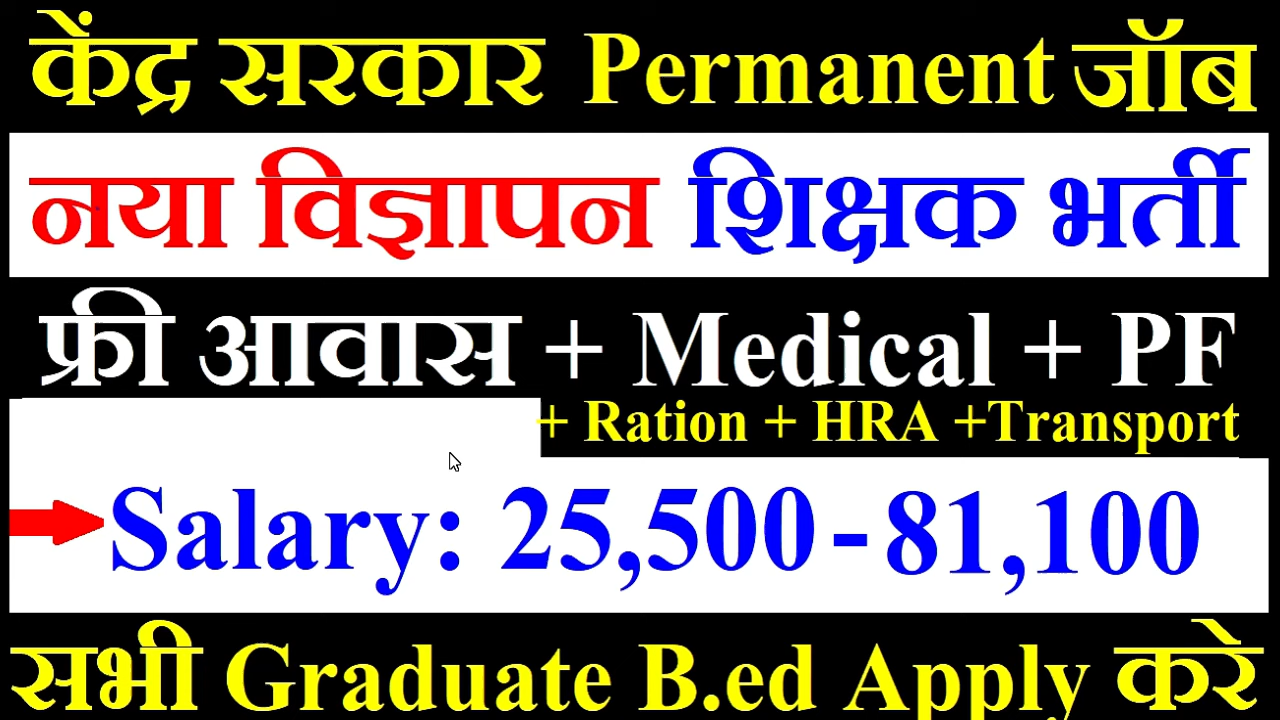 केंद्र सरकार Permanent जॉब
नया विज्ञापन शिक्षक भर्ती
फ्री आवास + Medical + PF
+ Ration + HRA +Transport
Salary: 25,500 - 81,100
सभी Graduate B.ed Apply करे